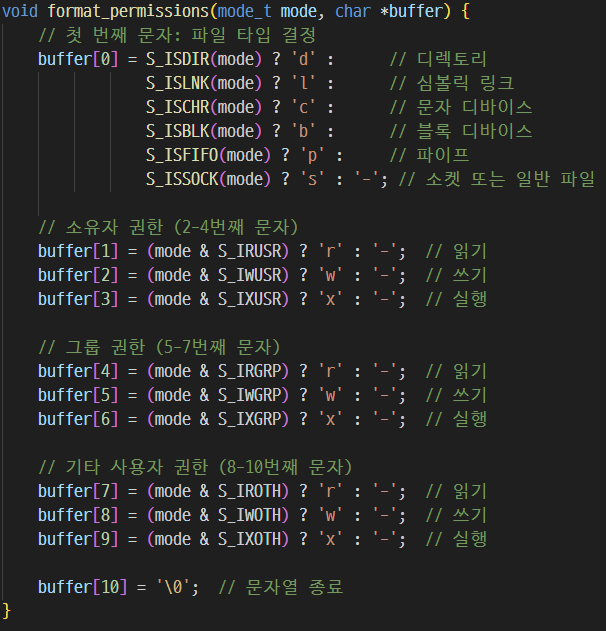 void format_permissions(mode_t mode, char *buffer) {
    // 첫 번째 문자: 파일 타입 결정
    buffer[0] = S_ISDIR(mode) ? 'd' :      // 디렉토리
                S_ISLNK(mode) ? 'l' :      // 심볼릭 링크
                S_ISCHR(mode) ? 'c' :      // 문자 디바이스
                S_ISBLK(mode) ? 'b' :      // 블록 디바이스
                S_ISFIFO(mode) ? 'p' :     // 파이프
                S_ISSOCK(mode) ? 's' : '-'; // 소켓 또는 일반 파일
    // 소유자 권한 (2-4번째 문자)
    buffer[1] = (mode & S_IRUSR) ? 'r' : '-';  // 읽기
    buffer[2] = (mode & S_IWUSR) ? 'w' : '-';  // 쓰기
    buffer[3] = (mode & S_IXUSR) ? 'x' : '-';  // 실행
    // 그룹 권한 (5-7번째 문자)
    buffer[4] = (mode & S_IRGRP) ? 'r' : '-';  // 읽기
    buffer[5] = (mode & S_IWGRP) ? 'w' : '-';  // 쓰기
    buffer[6] = (mode & S_IXGRP) ? 'x' : '-';  // 실행
    // 기타 사용자 권한 (8-10번째 문자)
    buffer[7] = (mode & S_IROTH) ? 'r' : '-';  // 읽기
    buffer[8] = (mode & S_IWOTH) ? 'w' : '-';  // 쓰기
    buffer[9] = (mode & S_IXOTH) ? 'x' : '-';  // 실행
    buffer[10] = '\0';  // 문자열 종료
}